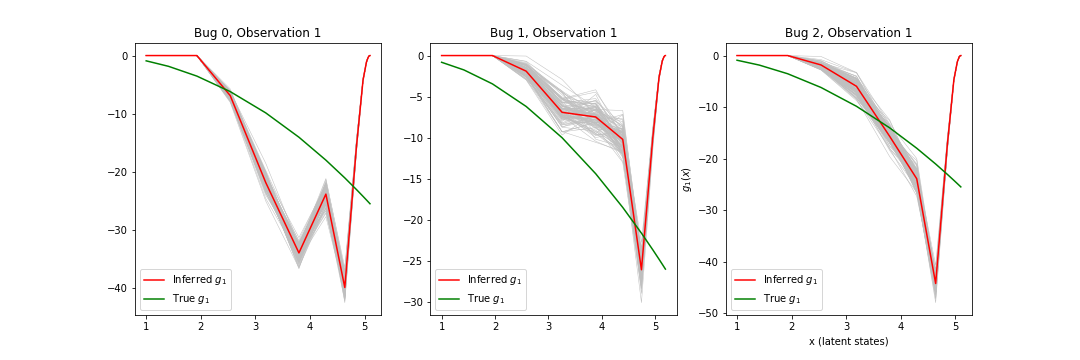 Bug 0, Observation 1
0
−10
−20
−30
−40
1 2 3 4 5
Inferred g₁
True g₁
Bug 1, Observation 1
0
−5
−10
−15
−20
−25
−30
1 2 3 4 5
Inferred g₁
True g₁
Bug 2, Observation 1
g₁(x)
0
−10
−20
−30
−40
−50
1 2 3 4 5
x (latent states)
Inferred g₁
True g₁